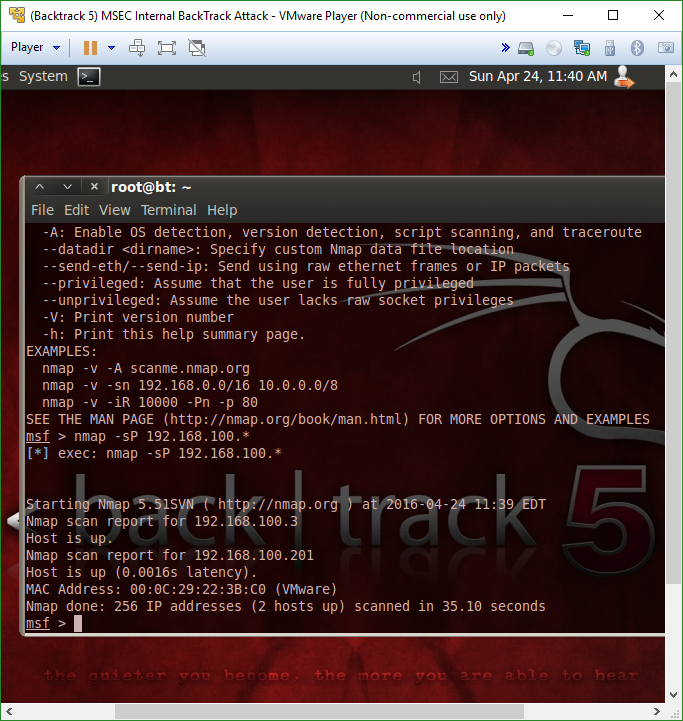 (Backtrack 5) MSEC Internal BackTrack Attack - VMware Player (Non-commercial use only)
Player
es System Sun Apr 24, 11:40 AM
root@bt: ~
File Edit View Terminal Help
-A: Enable OS detection, version detection, script scanning, and traceroute
--datadir <dirname>: Specify custom Nmap data file location
--send-eth/--send-ip: Send using raw ethernet frames or IP packets
--privileged: Assume that the user is fully privileged
--unprivileged: Assume the user lacks raw socket privileges
-V: Print version number
-h: Print this help summary page.
EXAMPLES:
nmap -v -A scanme.nmap.org
nmap -v -sn 192.168.0.0/16 10.0.0.0/8
nmap -v -iR 10000 -Pn -p 80
SEE THE MAN PAGE (http://nmap.org/book/man.html) FOR MORE OPTIONS AND EXAMPLES
msf > nmap -sP 192.168.100.*
[*] exec: nmap -sP 192.168.100.*
Starting Nmap 5.51SVN ( http://nmap.org ) at 2016-04-24 11:39 EDT
Nmap scan report for 192.168.100.3
Host is up.
Nmap scan report for 192.168.100.201
Host is up (0.0016s latency).
MAC Address: 00:0C:29:22:3B:C0 (VMware)
Nmap done: 256 IP addresses (2 hosts up) scanned in 35.10 seconds
msf >
back | track 5
the quieter you become, the more you are able to hear